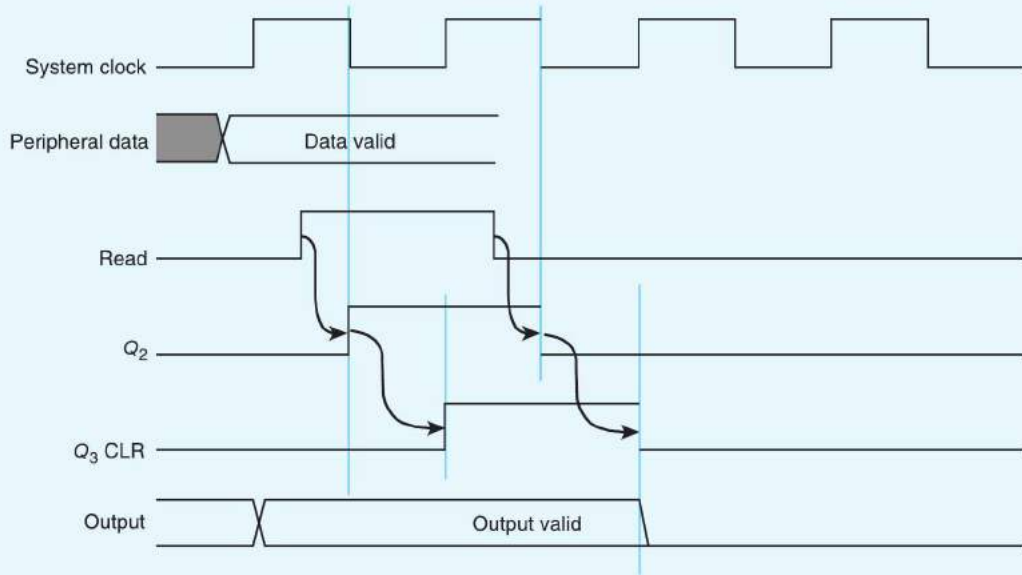 System clock
Peripheral data
Data valid
Read
Q₂
Q₃ CLR
Output
Output valid